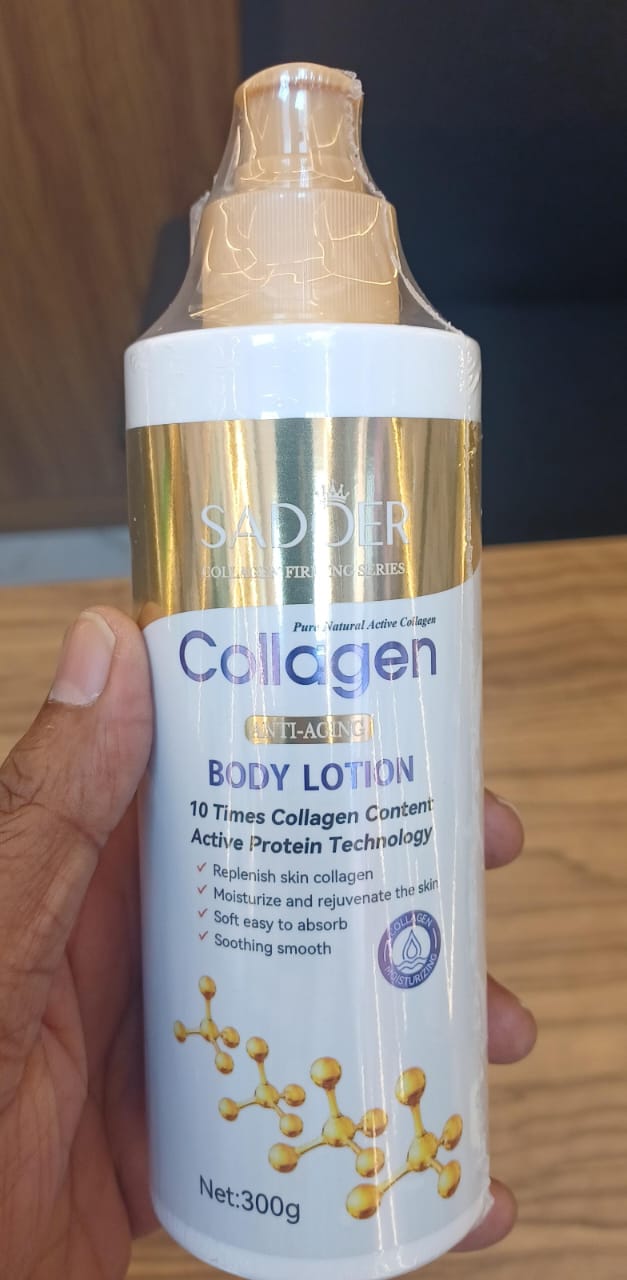 SADOER
COLLAGEN FIRMING SERIES
Pure Natural Active Collagen
Collagen
ANTI-AGING
BODY LOTION
10 Times Collagen Content
Active Protein Technology
Replenish skin collagen
Moisturize and rejuvenate the skin
Soft easy to absorb
Soothing smooth
COLLAGEN
MOISTURIZING
Net:300g